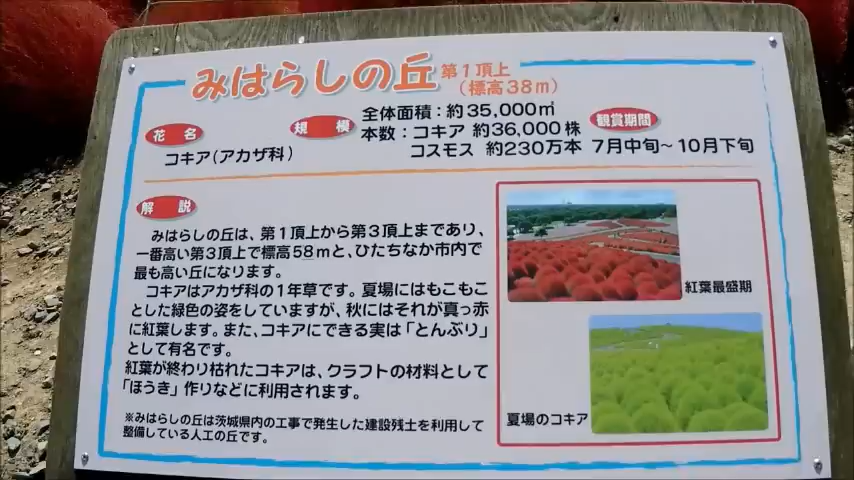 みはらしの丘 第1頂上
（標高38m）
花名 規模 全体面積：約35,000㎡ 観賞期間
コキア（アカザ科） 本数：コキア 約36,000株
コスモス 約230万本 7月中旬～10月下旬
解説
みはらしの丘は、第1頂上から第3頂上まであり、
一番高い第3頂上で標高58mと、ひたちなか市内で
最も高い丘になります。
コキアはアカザ科の1年草です。夏場にはもこもこ
とした緑色の姿をしていますが、秋にはそれが真っ赤
に紅葉します。また、コキアにできる実は「とんぶり」
として有名です。
紅葉が終わり枯れたコキアは、クラフトの材料として
「ほうき」作りなどに利用されます。
※みはらしの丘は茨城県内の工事で発生した建設残土を利用して
整備している人工の丘です。
紅葉最盛期
夏場のコキア